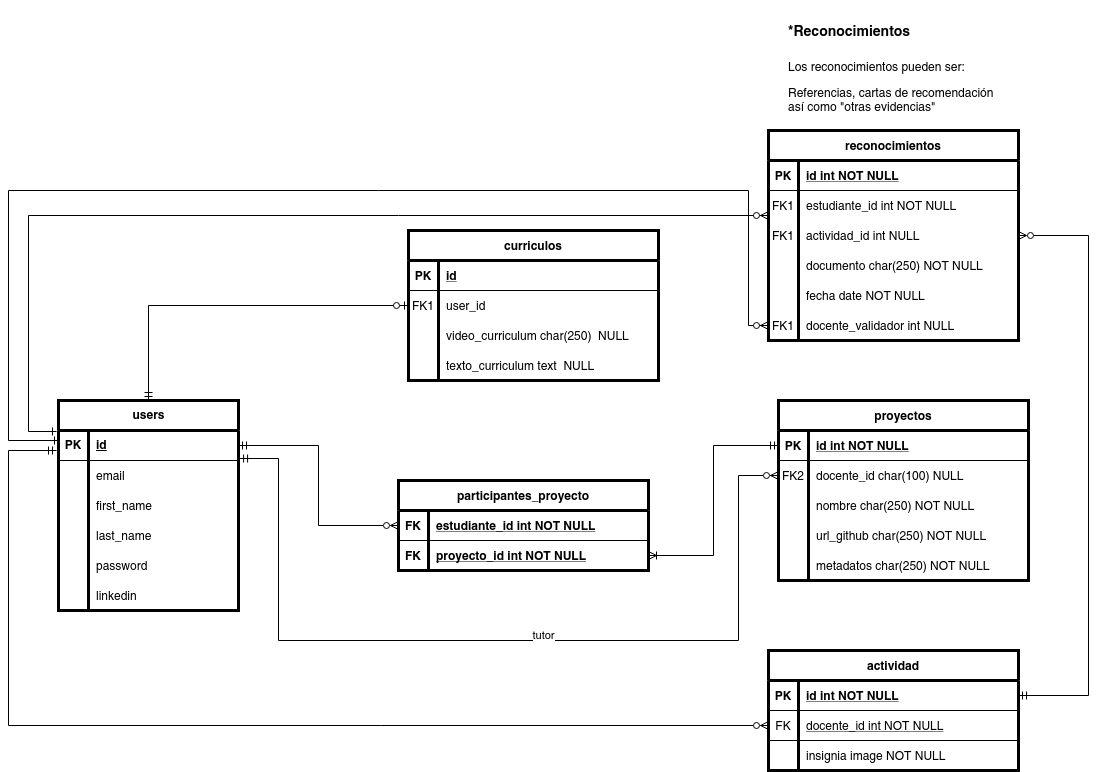 *Reconocimientos
Los reconocimientos pueden ser:
Referencias, cartas de recomendación
así como "otras evidencias"
reconocimientos
PK id int NOT NULL
FK1 estudiante_id int NOT NULL
FK1 actividad_id int NULL
documento char(250) NOT NULL
fecha date NOT NULL
FK1 docente_validador int NULL
curriculos
PK id
FK1 user_id
video_curriculum char(250) NULL
texto_curriculum text NULL
users
PK id
email
first_name
last_name
password
linkedin
participantes_proyecto
FK estudiante_id int NOT NULL
FK proyecto_id int NOT NULL
proyectos
PK id int NOT NULL
FK2 docente_id char(100) NULL
nombre char(250) NOT NULL
url_github char(250) NOT NULL
metadatos char(250) NOT NULL
tutor
actividad
PK id int NOT NULL
FK docente_id int NOT NULL
insignia image NOT NULL